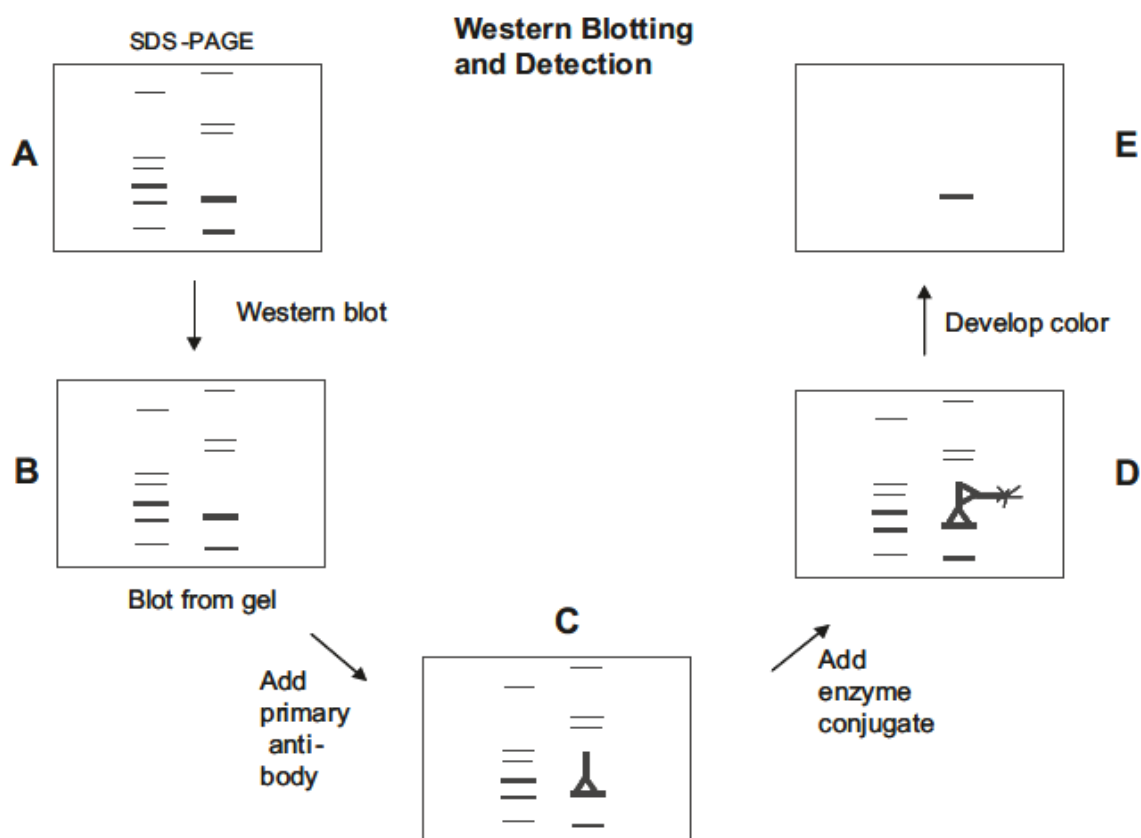 Western Blotting
and Detection
SDS-PAGE
A
Western blot
B
Blot from gel
Add
primary
anti-
body
C
Add
enzyme
conjugate
D
Develop color
E